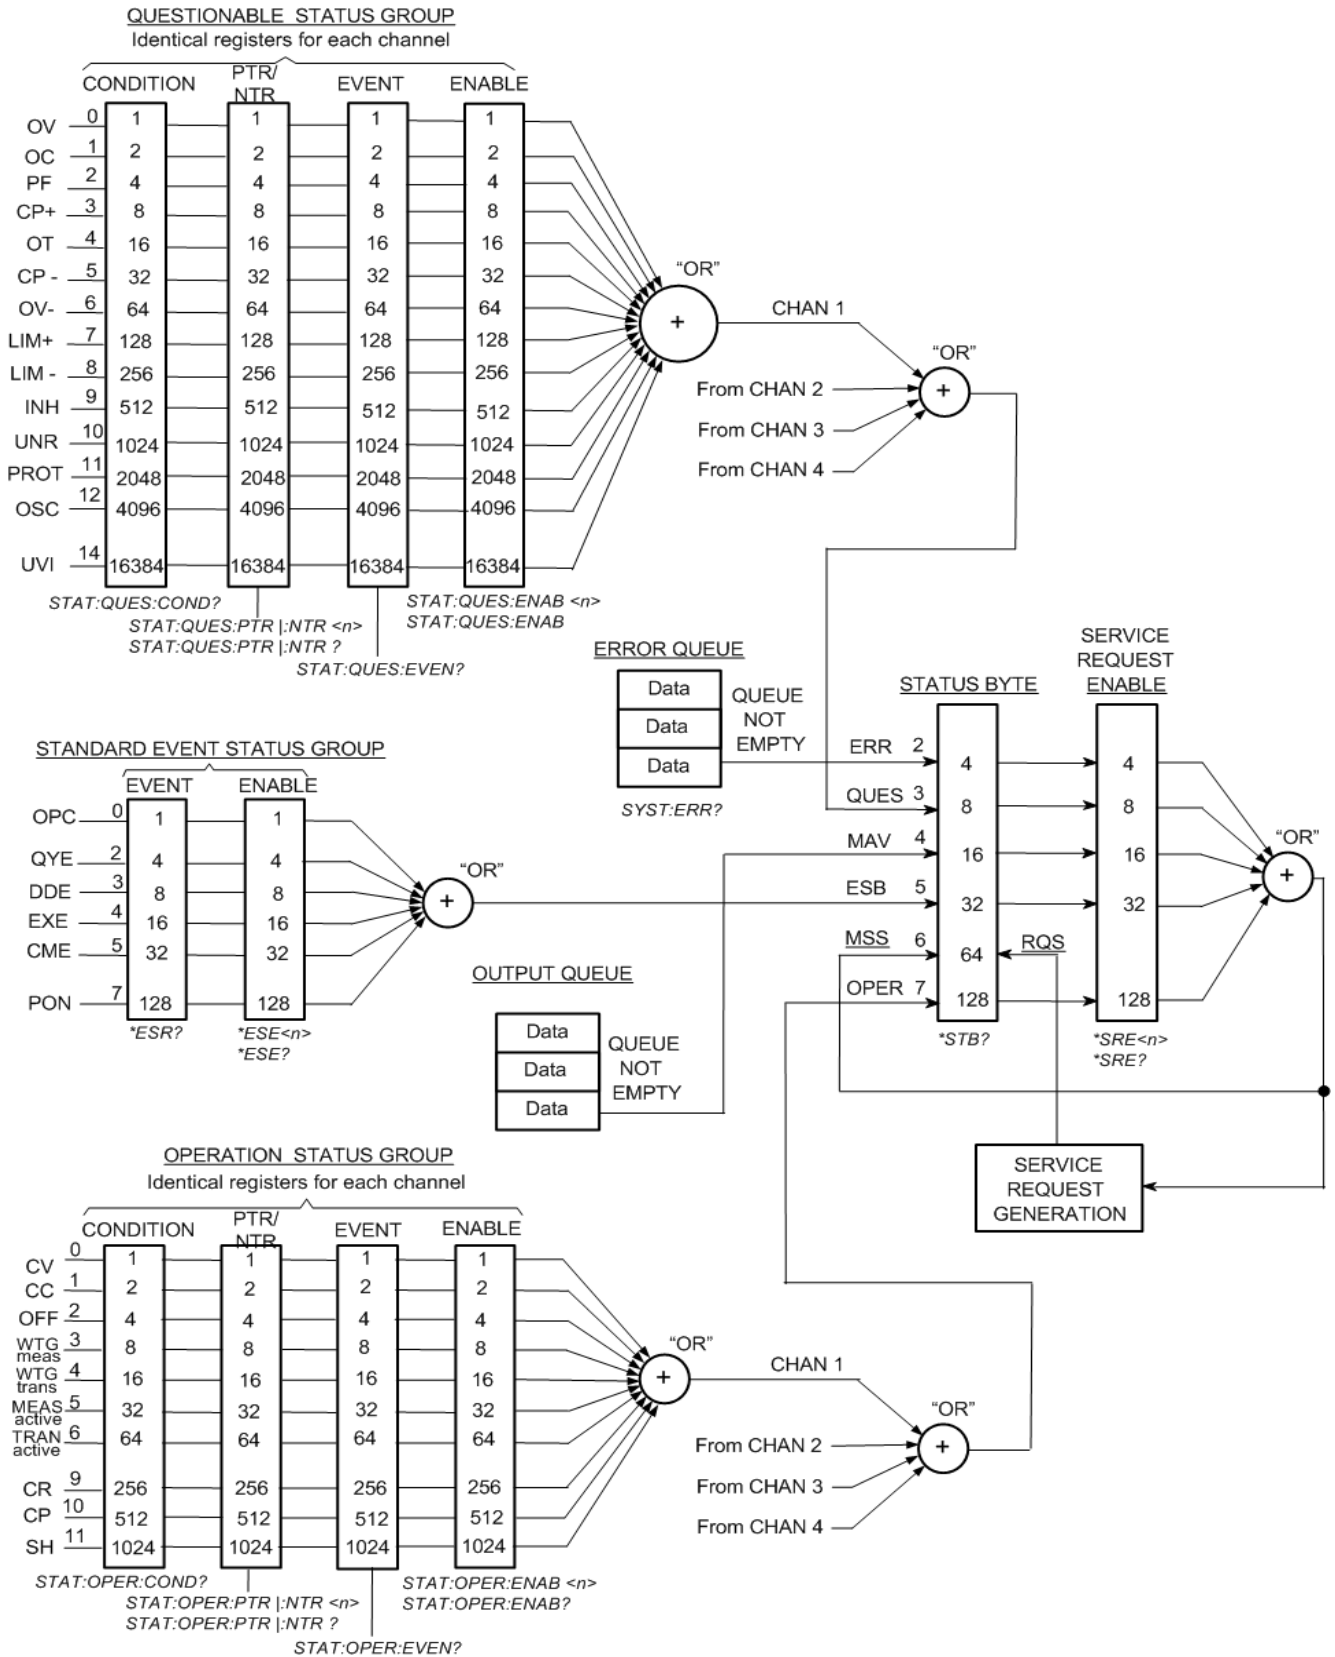 QUESTIONABLE STATUS GROUP
Identical registers for each channel
CONDITION PTR/ NTR EVENT ENABLE
OV 0 1 1 1 1
OC 1 2 2 2 2
PF 2 4 4 4 4
CP+ 3 8 8 8 8
OT 4 16 16 16 16
CP - 5 32 32 32 32
OV- 6 64 64 64 64
LIM+ 7 128 128 128 128
LIM - 8 256 256 256 256
INH 9 512 512 512 512
UNR 10 1024 1024 1024 1024
PROT 11 2048 2048 2048 2048
OSC 12 4096 4096 4096 4096
UVI 14 16384 16384 16384 16384
STAT:QUES:COND?
STAT:QUES:PTR |:NTR <n>
STAT:QUES:PTR |:NTR ?
STAT:QUES:EVEN?
STAT:QUES:ENAB <n>
STAT:QUES:ENAB
"OR"
+
CHAN 1
From CHAN 2
From CHAN 3
From CHAN 4
"OR"
+
ERROR QUEUE
Data
Data
Data
QUEUE
NOT
EMPTY
SYST:ERR?
STANDARD EVENT STATUS GROUP
EVENT ENABLE
OPC 0 1 1
QYE 2 4 4
DDE 3 8 8
EXE 4 16 16
CME 5 32 32
PON 7 128 128
*ESR?
*ESE<n>
*ESE?
"OR"
+
OUTPUT QUEUE
Data
Data
Data
QUEUE
NOT
EMPTY
STATUS BYTE
SERVICE
REQUEST
ENABLE
ERR 2 4 4
QUES 3 8 8
MAV 4 16 16
ESB 5 32 32
MSS 6 64 RQS
OPER 7 128 128
*STB?
*SRE<n>
*SRE?
"OR"
+
SERVICE
REQUEST
GENERATION
OPERATION STATUS GROUP
Identical registers for each channel
CONDITION PTR/ NTR EVENT ENABLE
CV 0 1 1 1 1
CC 1 2 2 2 2
OFF 2 4 4 4 4
WTG meas 3 8 8 8 8
WTG trans 4 16 16 16 16
MEAS active 5 32 32 32 32
TRAN active 6 64 64 64 64
CR 9 256 256 256 256
CP 10 512 512 512 512
SH 11 1024 1024 1024 1024
STAT:OPER:COND?
STAT:OPER:PTR |:NTR <n>
STAT:OPER:PTR |:NTR ?
STAT:OPER:EVEN?
STAT:OPER:ENAB <n>
STAT:OPER:ENAB?
"OR"
+
CHAN 1
From CHAN 2
From CHAN 3
From CHAN 4
"OR"
+